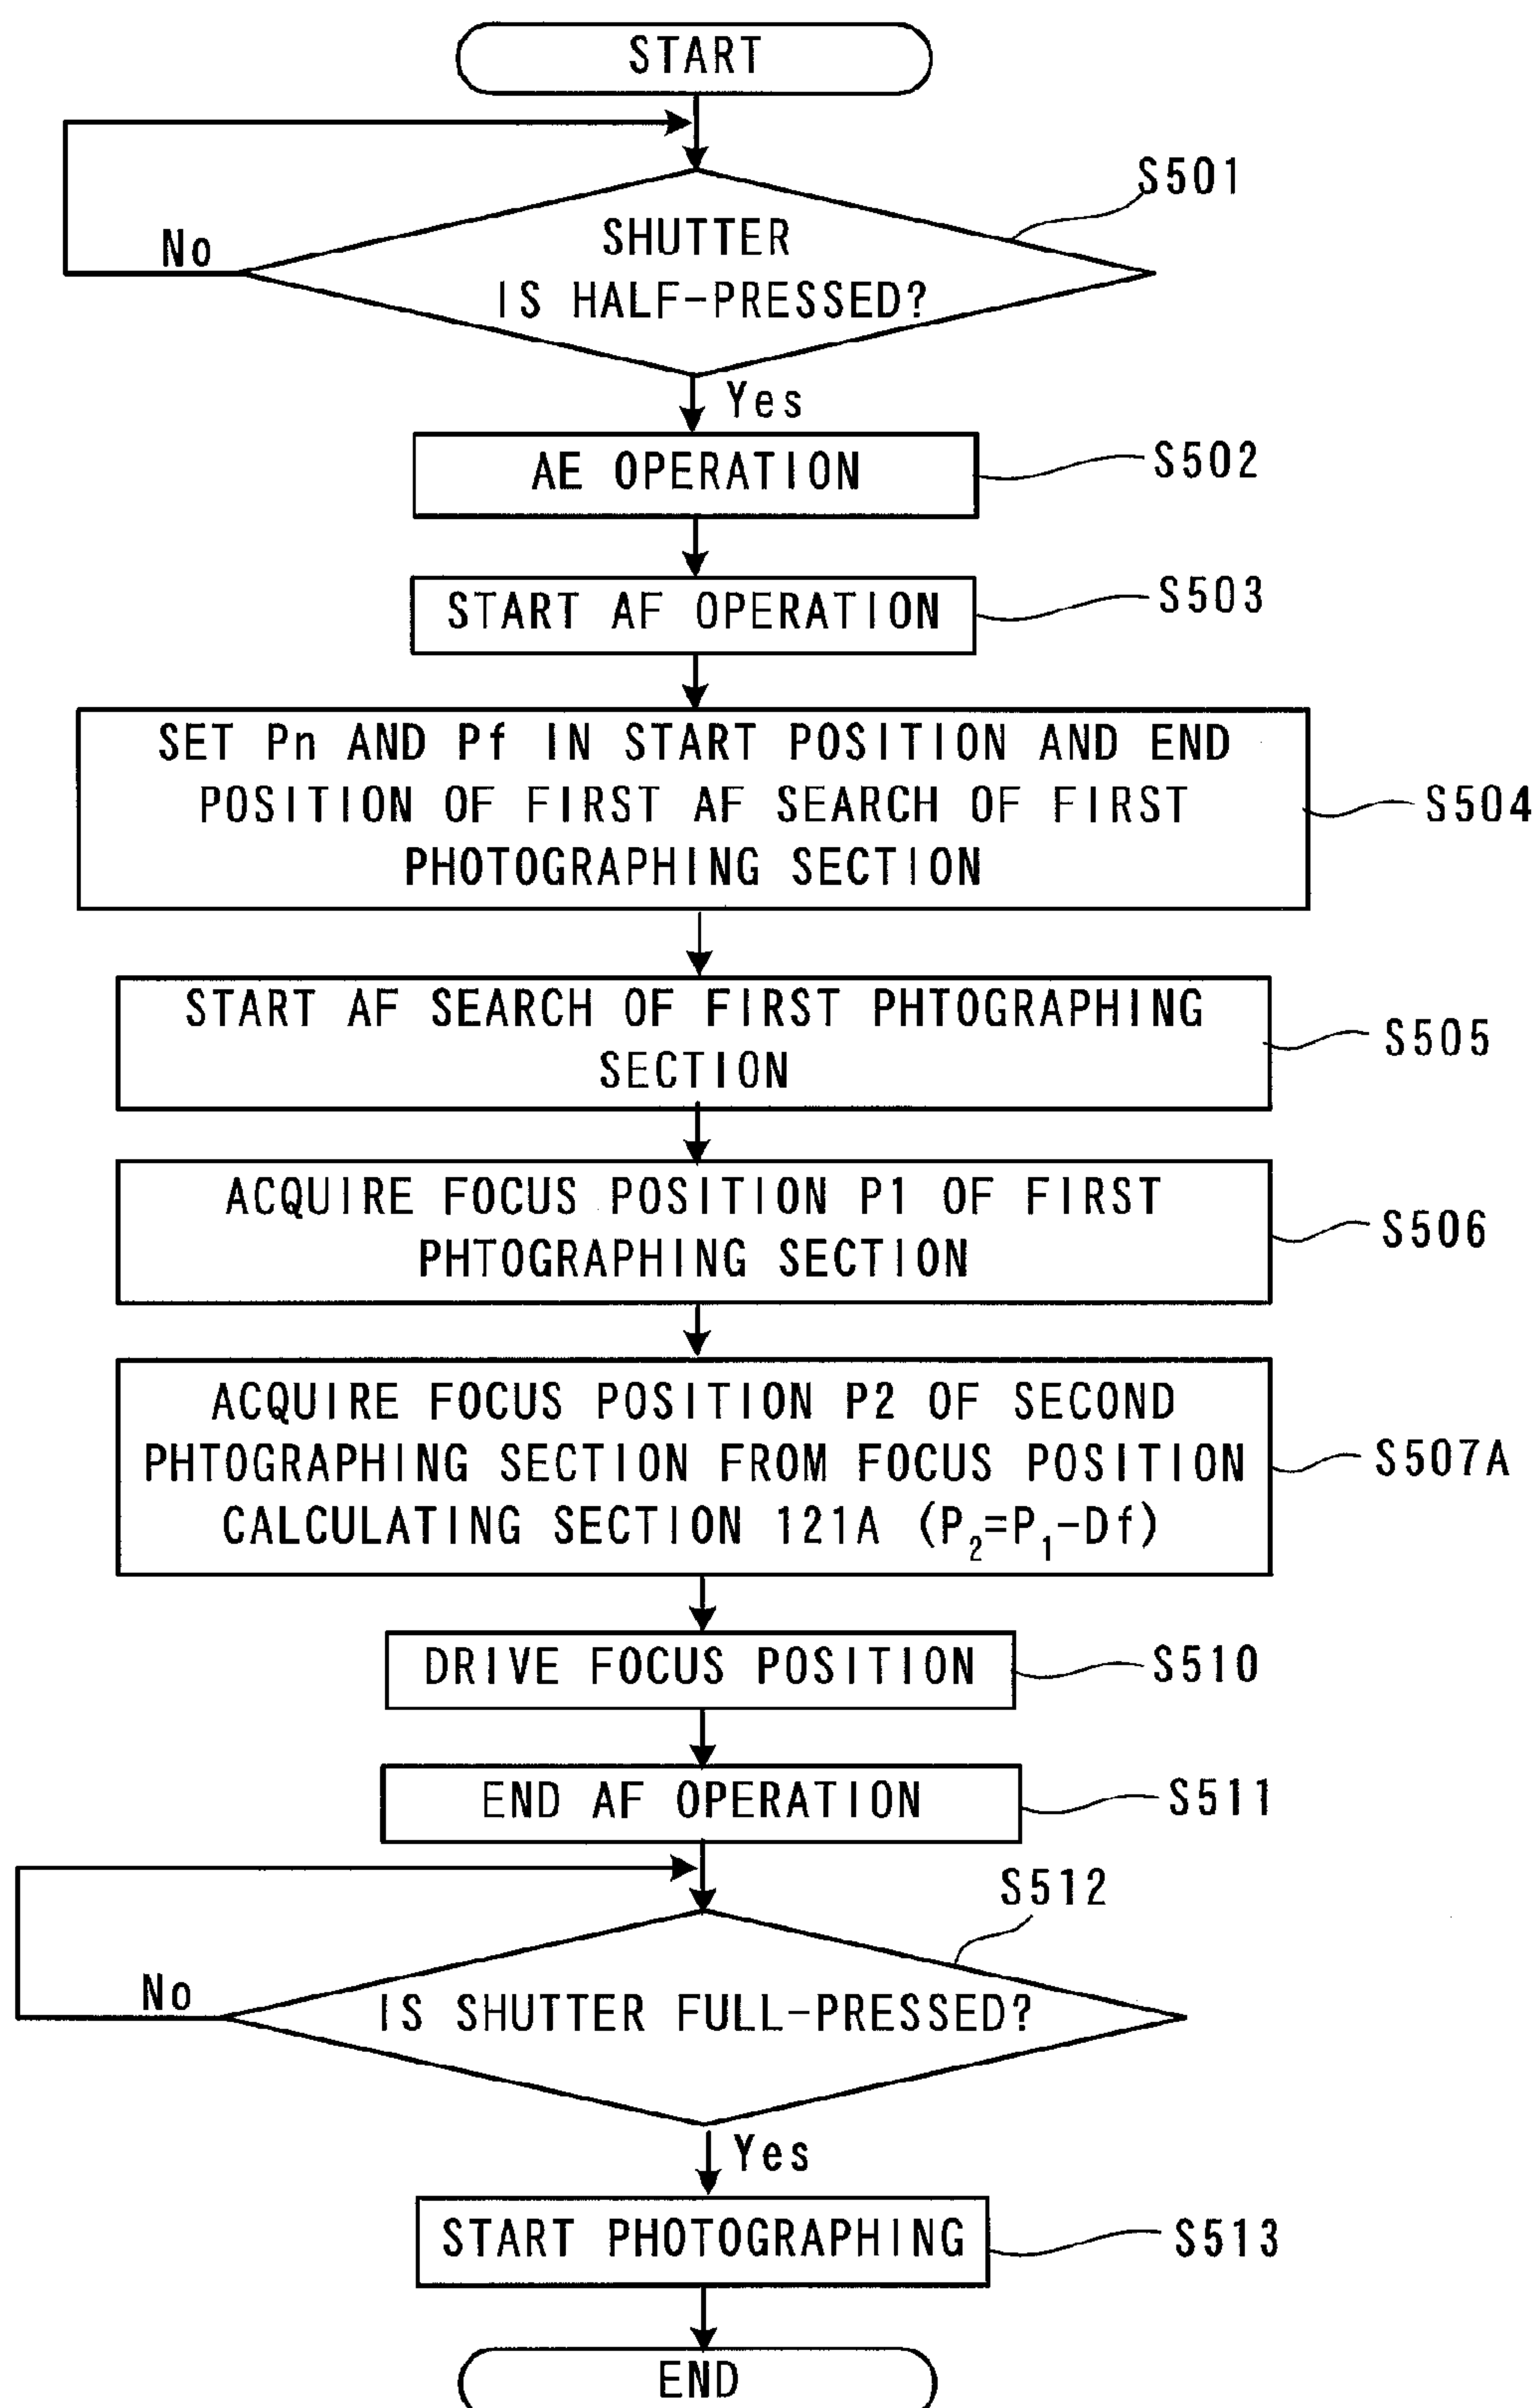 START
S501
SHUTTER
No
IS HALF-PRESSED?
Yes
AE OPERATION
S502
START AF OPERATION
S503
SET Pn AND Pf IN START POSITION AND END
POSITION OF FIRST AF SEARCH OF FIRST
PHOTOGRAPHING SECTION
S504
START AF SEARCH OF FIRST PHTOGRAPHING
SECTION
S505
ACQUIRE FOCUS POSITION P1 OF FIRST
PHTOGRAPHING SECTION
S506
ACQUIRE FOCUS POSITION P2 OF SECOND
PHTOGRAPHING SECTION FROM FOCUS POSITION
CALCULATING SECTION 121A (P₂=P₁-Df)
S507A
DRIVE FOCUS POSITION
S510
END AF OPERATION
S511
S512
No
IS SHUTTER FULL-PRESSED?
Yes
START PHOTOGRAPHING
S513
END